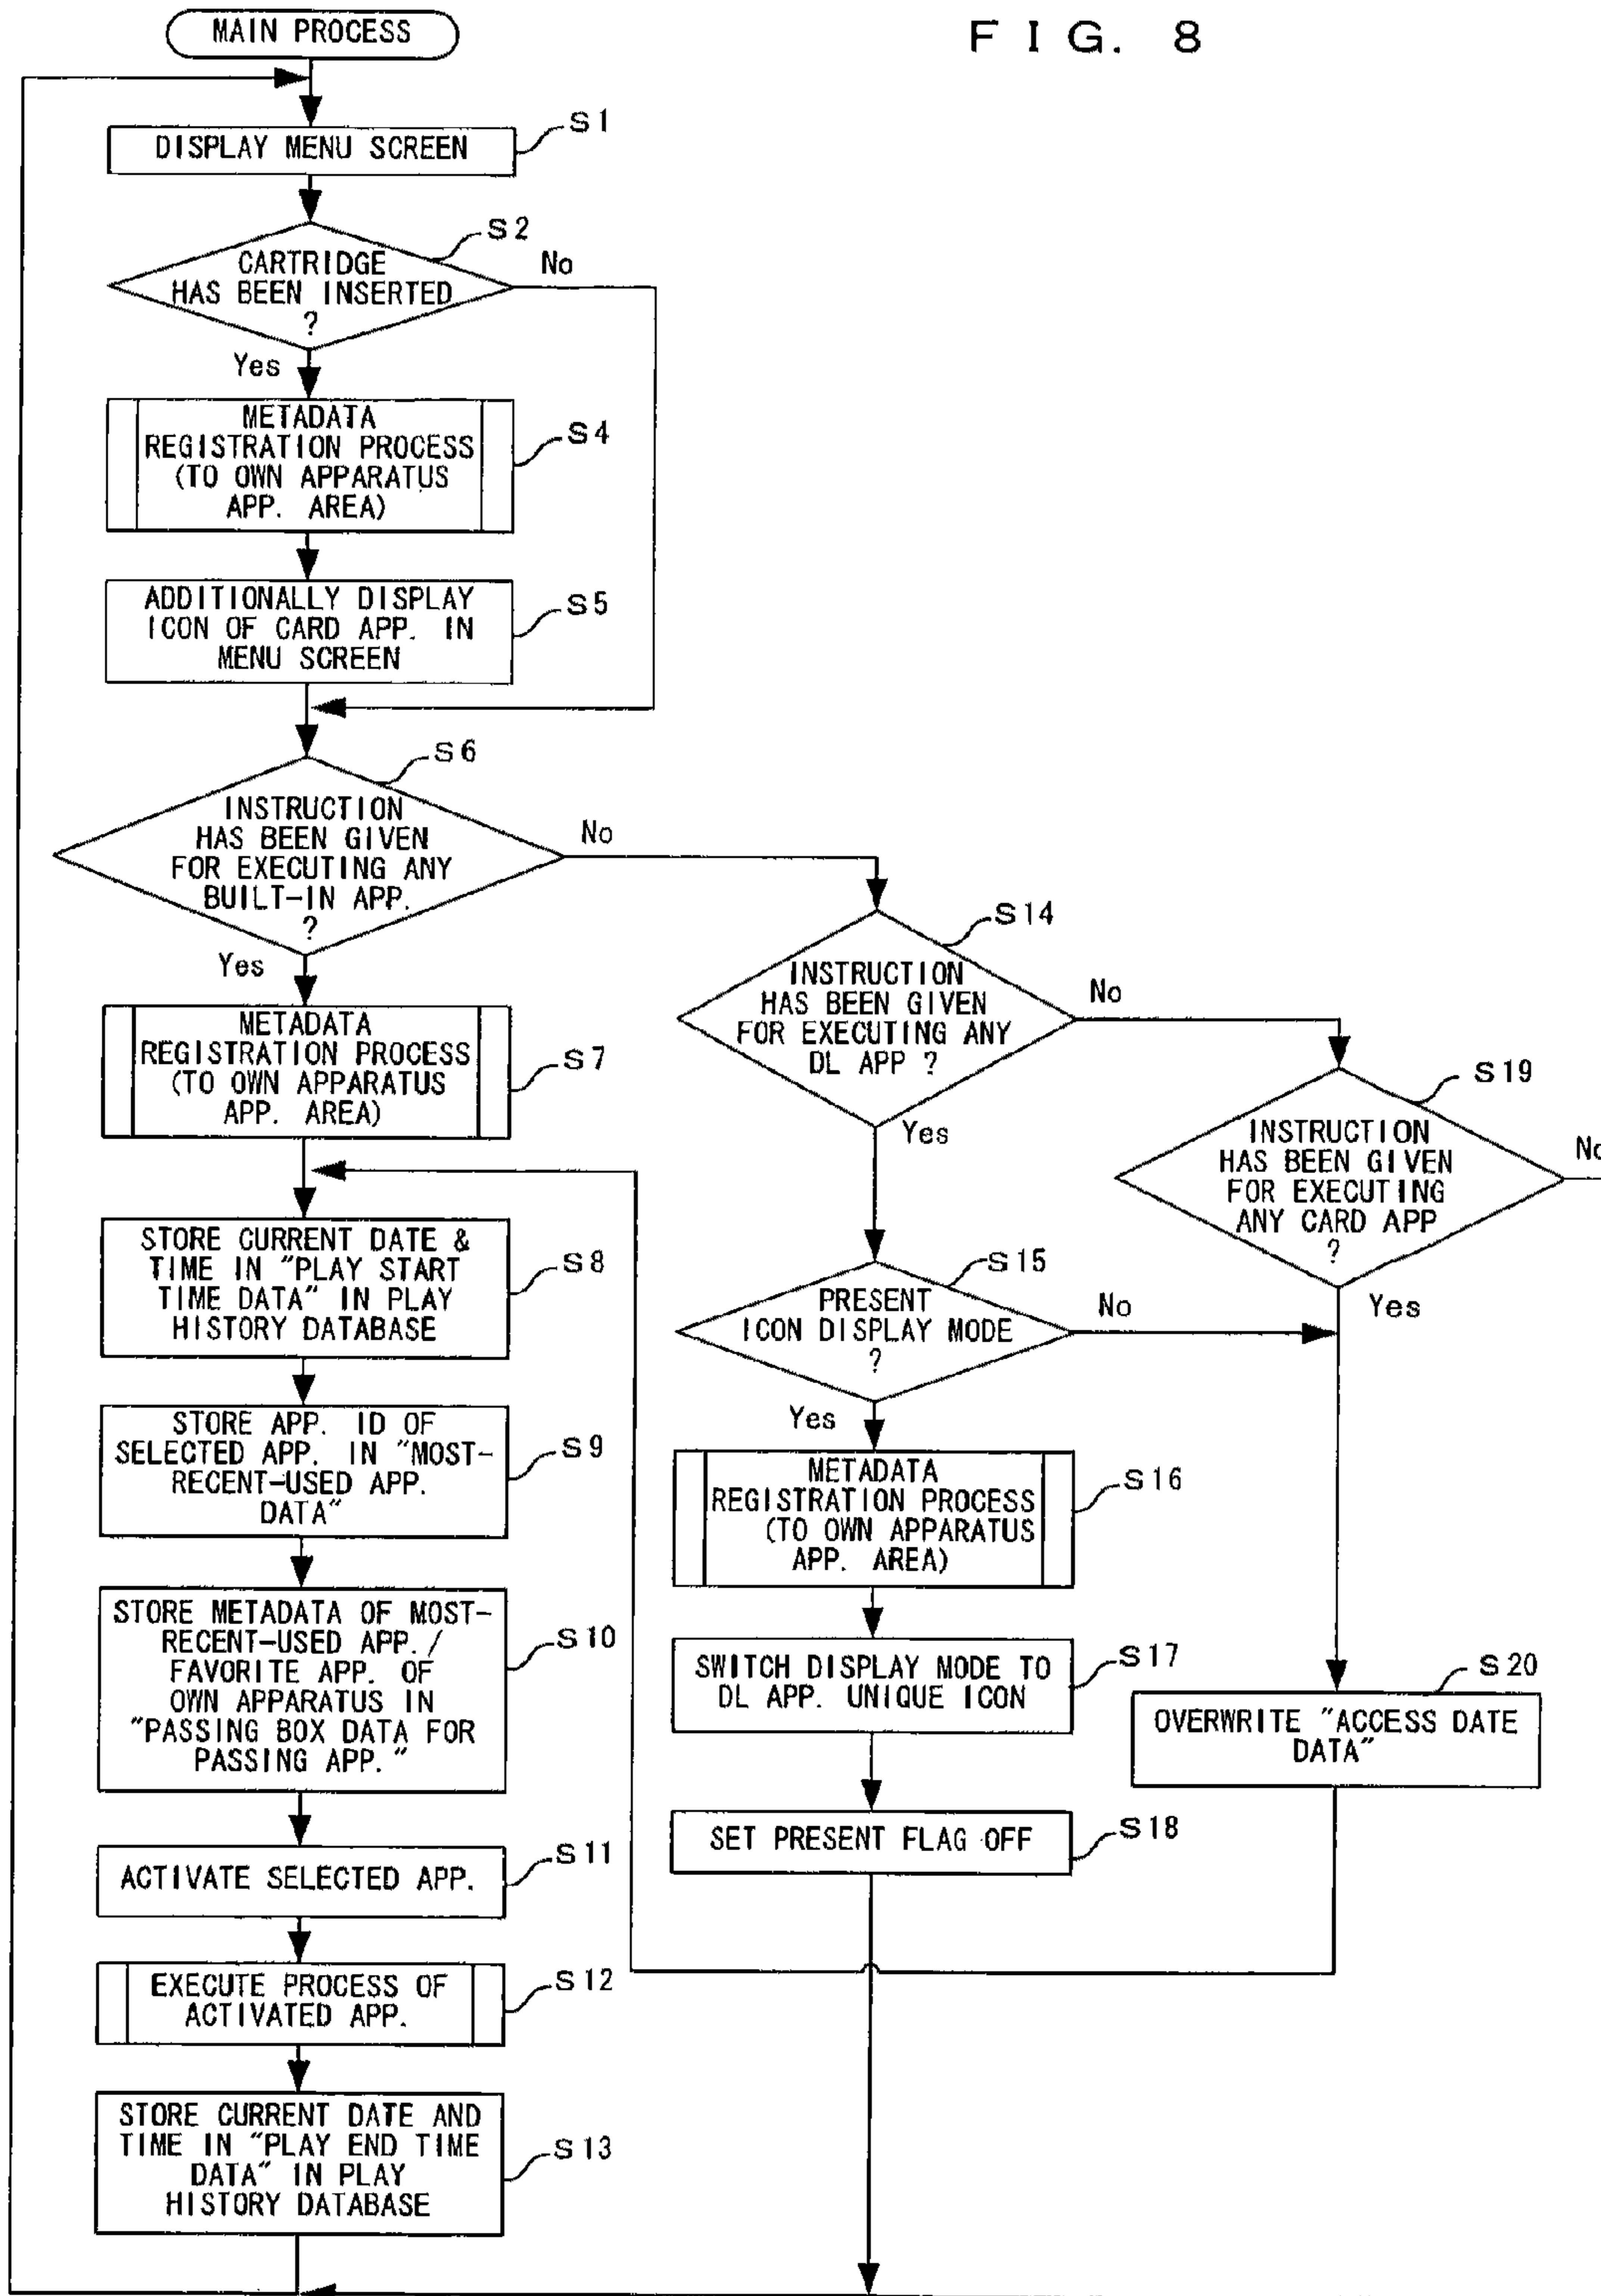 FIG. 8
MAIN PROCESS
DISPLAY MENU SCREEN
S1
CARTRIDGE
HAS BEEN INSERTED
?
S2
No
Yes
METADATA
REGISTRATION PROCESS
(TO OWN APPARATUS
APP. AREA)
S4
ADDITIONALLY DISPLAY
ICON OF CARD APP. IN
MENU SCREEN
S5
INSTRUCTION
HAS BEEN GIVEN
FOR EXECUTING ANY
BUILT-IN APP.
?
S6
No
Yes
METADATA
REGISTRATION PROCESS
(TO OWN APPARATUS
APP. AREA)
S7
STORE CURRENT DATE &
TIME IN "PLAY START
TIME DATA" IN PLAY
HISTORY DATABASE
S8
STORE APP. ID OF
SELECTED APP. IN "MOST-
RECENT-USED APP.
DATA"
S9
STORE METADATA OF MOST-
RECENT-USED APP./
FAVORITE APP. OF
OWN APPARATUS IN
"PASSING BOX DATA FOR
PASSING APP."
S10
ACTIVATE SELECTED APP.
S11
EXECUTE PROCESS OF
ACTIVATED APP.
S12
STORE CURRENT DATE AND
TIME IN "PLAY END TIME
DATA" IN PLAY
HISTORY DATABASE
S13
INSTRUCTION
HAS BEEN GIVEN
FOR EXECUTING ANY
DL APP ?
S14
No
Yes
PRESENT
ICON DISPLAY MODE
?
S15
No
Yes
METADATA
REGISTRATION PROCESS
(TO OWN APPARATUS
APP. AREA)
S16
SWITCH DISPLAY MODE TO
DL APP. UNIQUE ICON
S17
SET PRESENT FLAG OFF
S18
INSTRUCTION
HAS BEEN GIVEN
FOR EXECUTING
ANY CARD APP
?
S19
No
Yes
OVERWRITE "ACCESS DATE
DATA"
S20